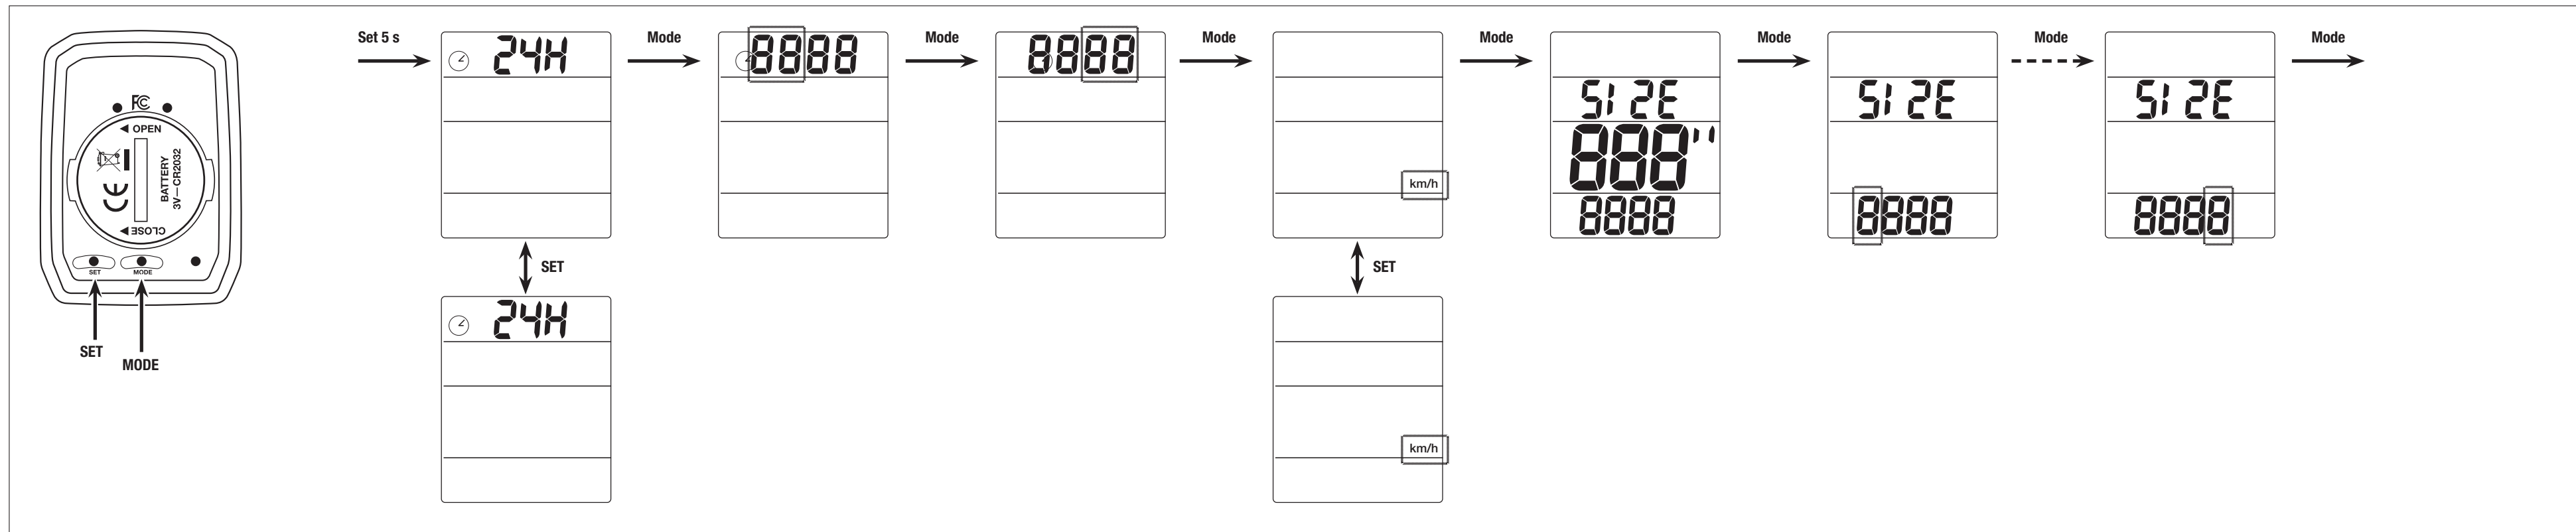 FC
OPEN
BATTERY
3V—CR2032
CE
CLOSE
SET
MODE
SET
MODE
Set 5 s
24H
SET
24H
Mode
8888
Mode
8888
Mode
km/h
SET
km/h
Mode
SIZE
888"
8888
Mode
SIZE
8888
Mode
SIZE
8888
Mode